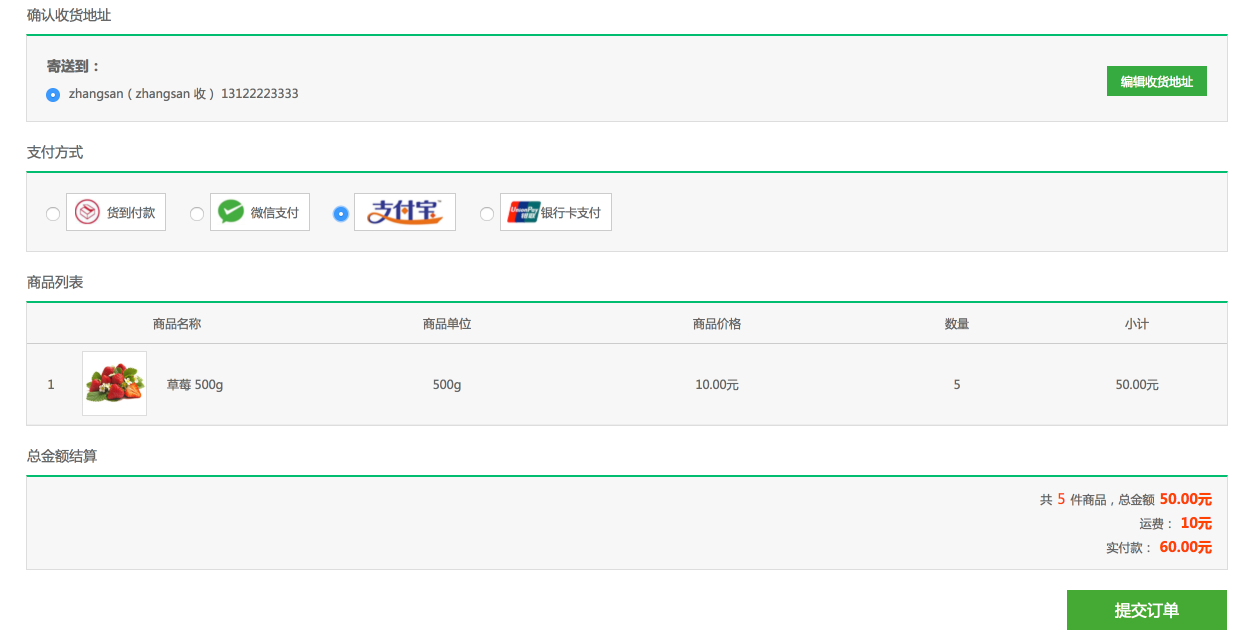 确认收货地址
寄送到：
zhangsan（zhangsan 收）13122223333
编辑收货地址
支付方式
货到付款
微信支付
支付宝
UnionPay 银联 银行卡支付
商品列表
商品名称 商品单位 商品价格 数量 小计
1 草莓 500g 500g 10.00元 5 50.00元
总金额结算
共 5 件商品，总金额 50.00元
运费： 10元
实付款： 60.00元
提交订单